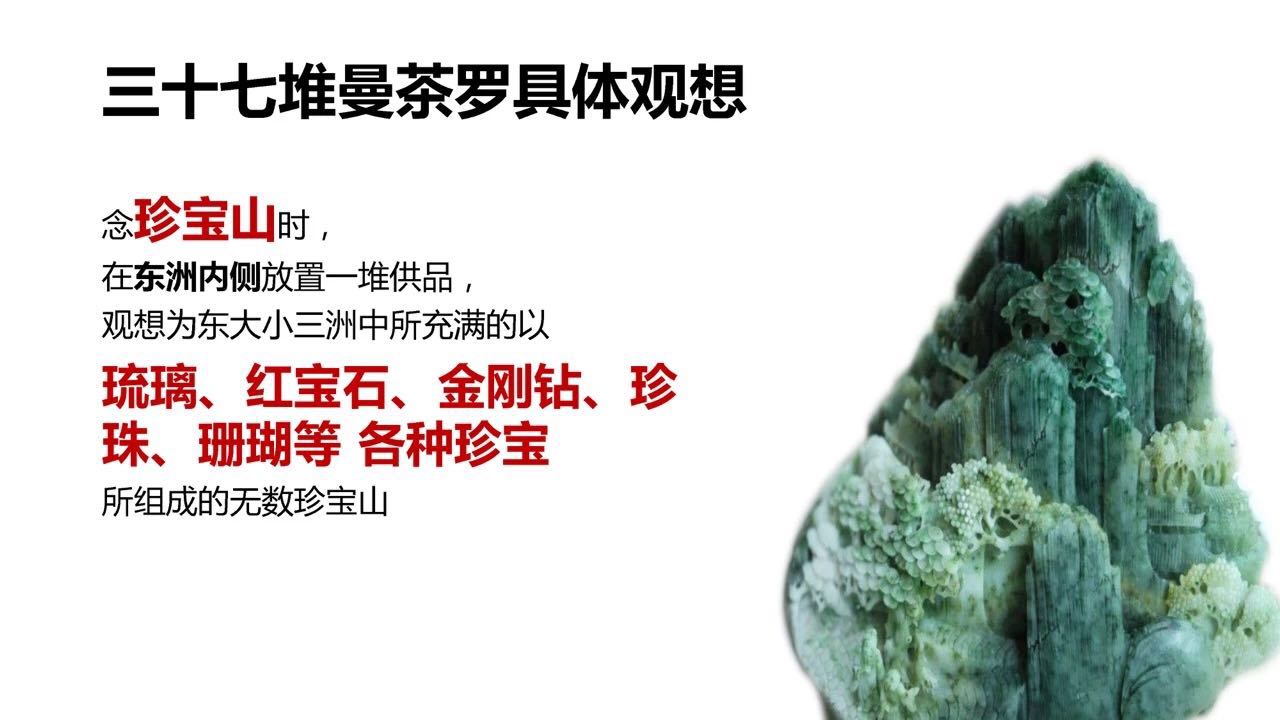 三十七堆曼茶罗具体观想
念珍宝山时，
在东洲内侧放置一堆供品，
观想为东大小三洲中所充满的以
琉璃、红宝石、金刚钻、珍
珠、珊瑚等 各种珍宝
所组成的无数珍宝山